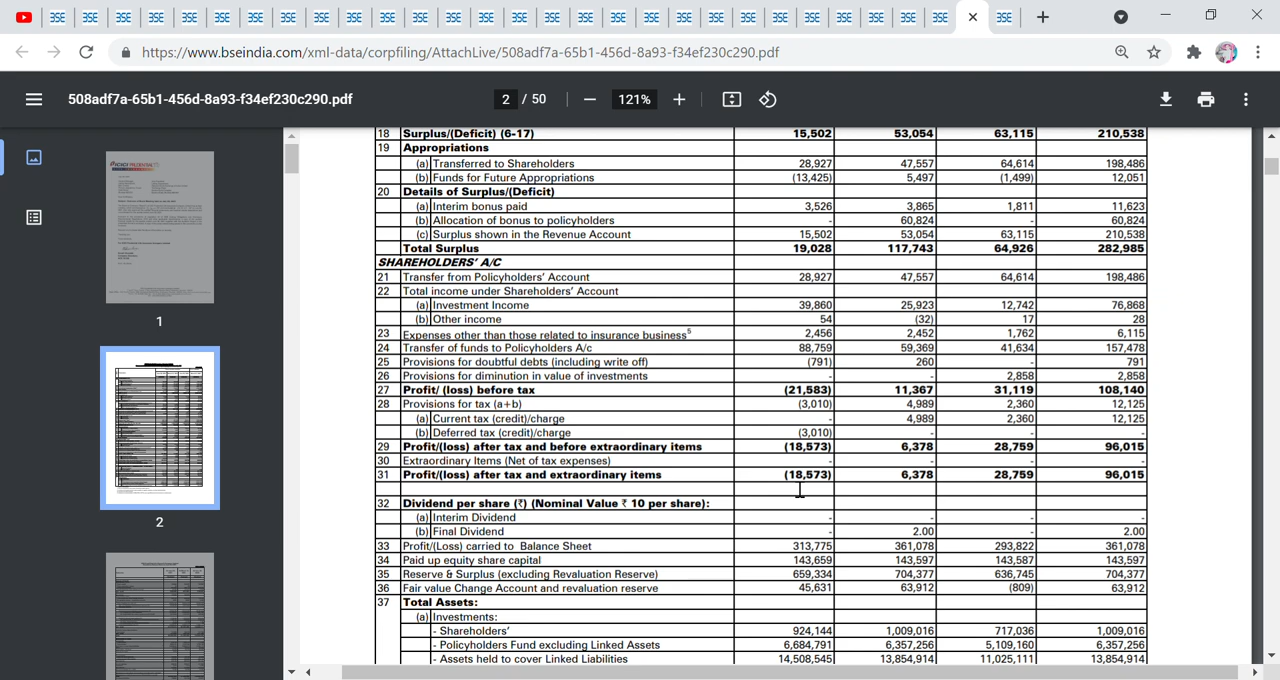 https://www.bseindia.com/xml-data/corpfiling/AttachLive/508adf7a-65b1-456d-8a93-f34ef230c290.pdf
508adf7a-65b1-456d-8a93-f34ef230c290.pdf 2 / 50 121%
18 Surplus/(Deficit) (6-17) 15,502 53,054 63,115 210,538
19 Appropriations
(a) Transferred to Shareholders 28,927 47,557 64,614 198,486
(b) Funds for Future Appropriations (13,425) 5,497 (1,499) 12,051
20 Details of Surplus/(Deficit)
(a) Interim bonus paid 3,526 3,865 1,811 11,623
(b) Allocation of bonus to policyholders - 60,824 - 60,824
(c) Surplus shown in the Revenue Account 15,502 53,054 63,115 210,538
Total Surplus 19,028 117,743 64,926 282,985
SHAREHOLDERS' A/C
21 Transfer from Policyholders' Account 28,927 47,557 64,614 198,486
22 Total income under Shareholders' Account
(a) Investment Income 39,860 25,923 12,742 76,868
(b) Other income 54 (32) 17 28
23 Expenses other than those related to insurance business⁵ 2,456 2,452 1,762 6,115
24 Transfer of funds to Policyholders A/c 88,759 59,369 41,634 157,478
25 Provisions for doubtful debts (including write off) (791) 260 - 791
26 Provisions for diminution in value of investments - - 2,858 2,858
27 Profit/ (loss) before tax (21,583) 11,367 31,119 108,140
28 Provisions for tax (a+b) (3,010) 4,989 2,360 12,125
(a) Current tax (credit)/charge - 4,989 2,360 12,125
(b) Deferred tax (credit)/charge (3,010) - - -
29 Profit/(loss) after tax and before extraordinary items (18,573) 6,378 28,759 96,015
30 Extraordinary Items (Net of tax expenses) - - - -
31 Profit/(loss) after tax and extraordinary items (18,573) 6,378 28,759 96,015
32 Dividend per share (₹) (Nominal Value ₹ 10 per share):
(a) Interim Dividend - - - -
(b) Final Dividend - 2.00 - 2.00
33 Profit/(Loss) carried to Balance Sheet 313,775 361,078 293,822 361,078
34 Paid up equity share capital 143,659 143,597 143,587 143,597
35 Reserve & Surplus (excluding Revaluation Reserve) 659,334 704,377 636,745 704,377
36 Fair value Change Account and revaluation reserve 45,631 63,912 (809) 63,912
37 Total Assets:
(a) Investments:
- Shareholders' 924,144 1,009,016 717,036 1,009,016
- Policyholders Fund excluding Linked Assets 6,684,791 6,357,256 5,109,160 6,357,256
- Assets held to cover Linked Liabilities 14,508,545 13,854,914 11,025,111 13,854,914
1
2